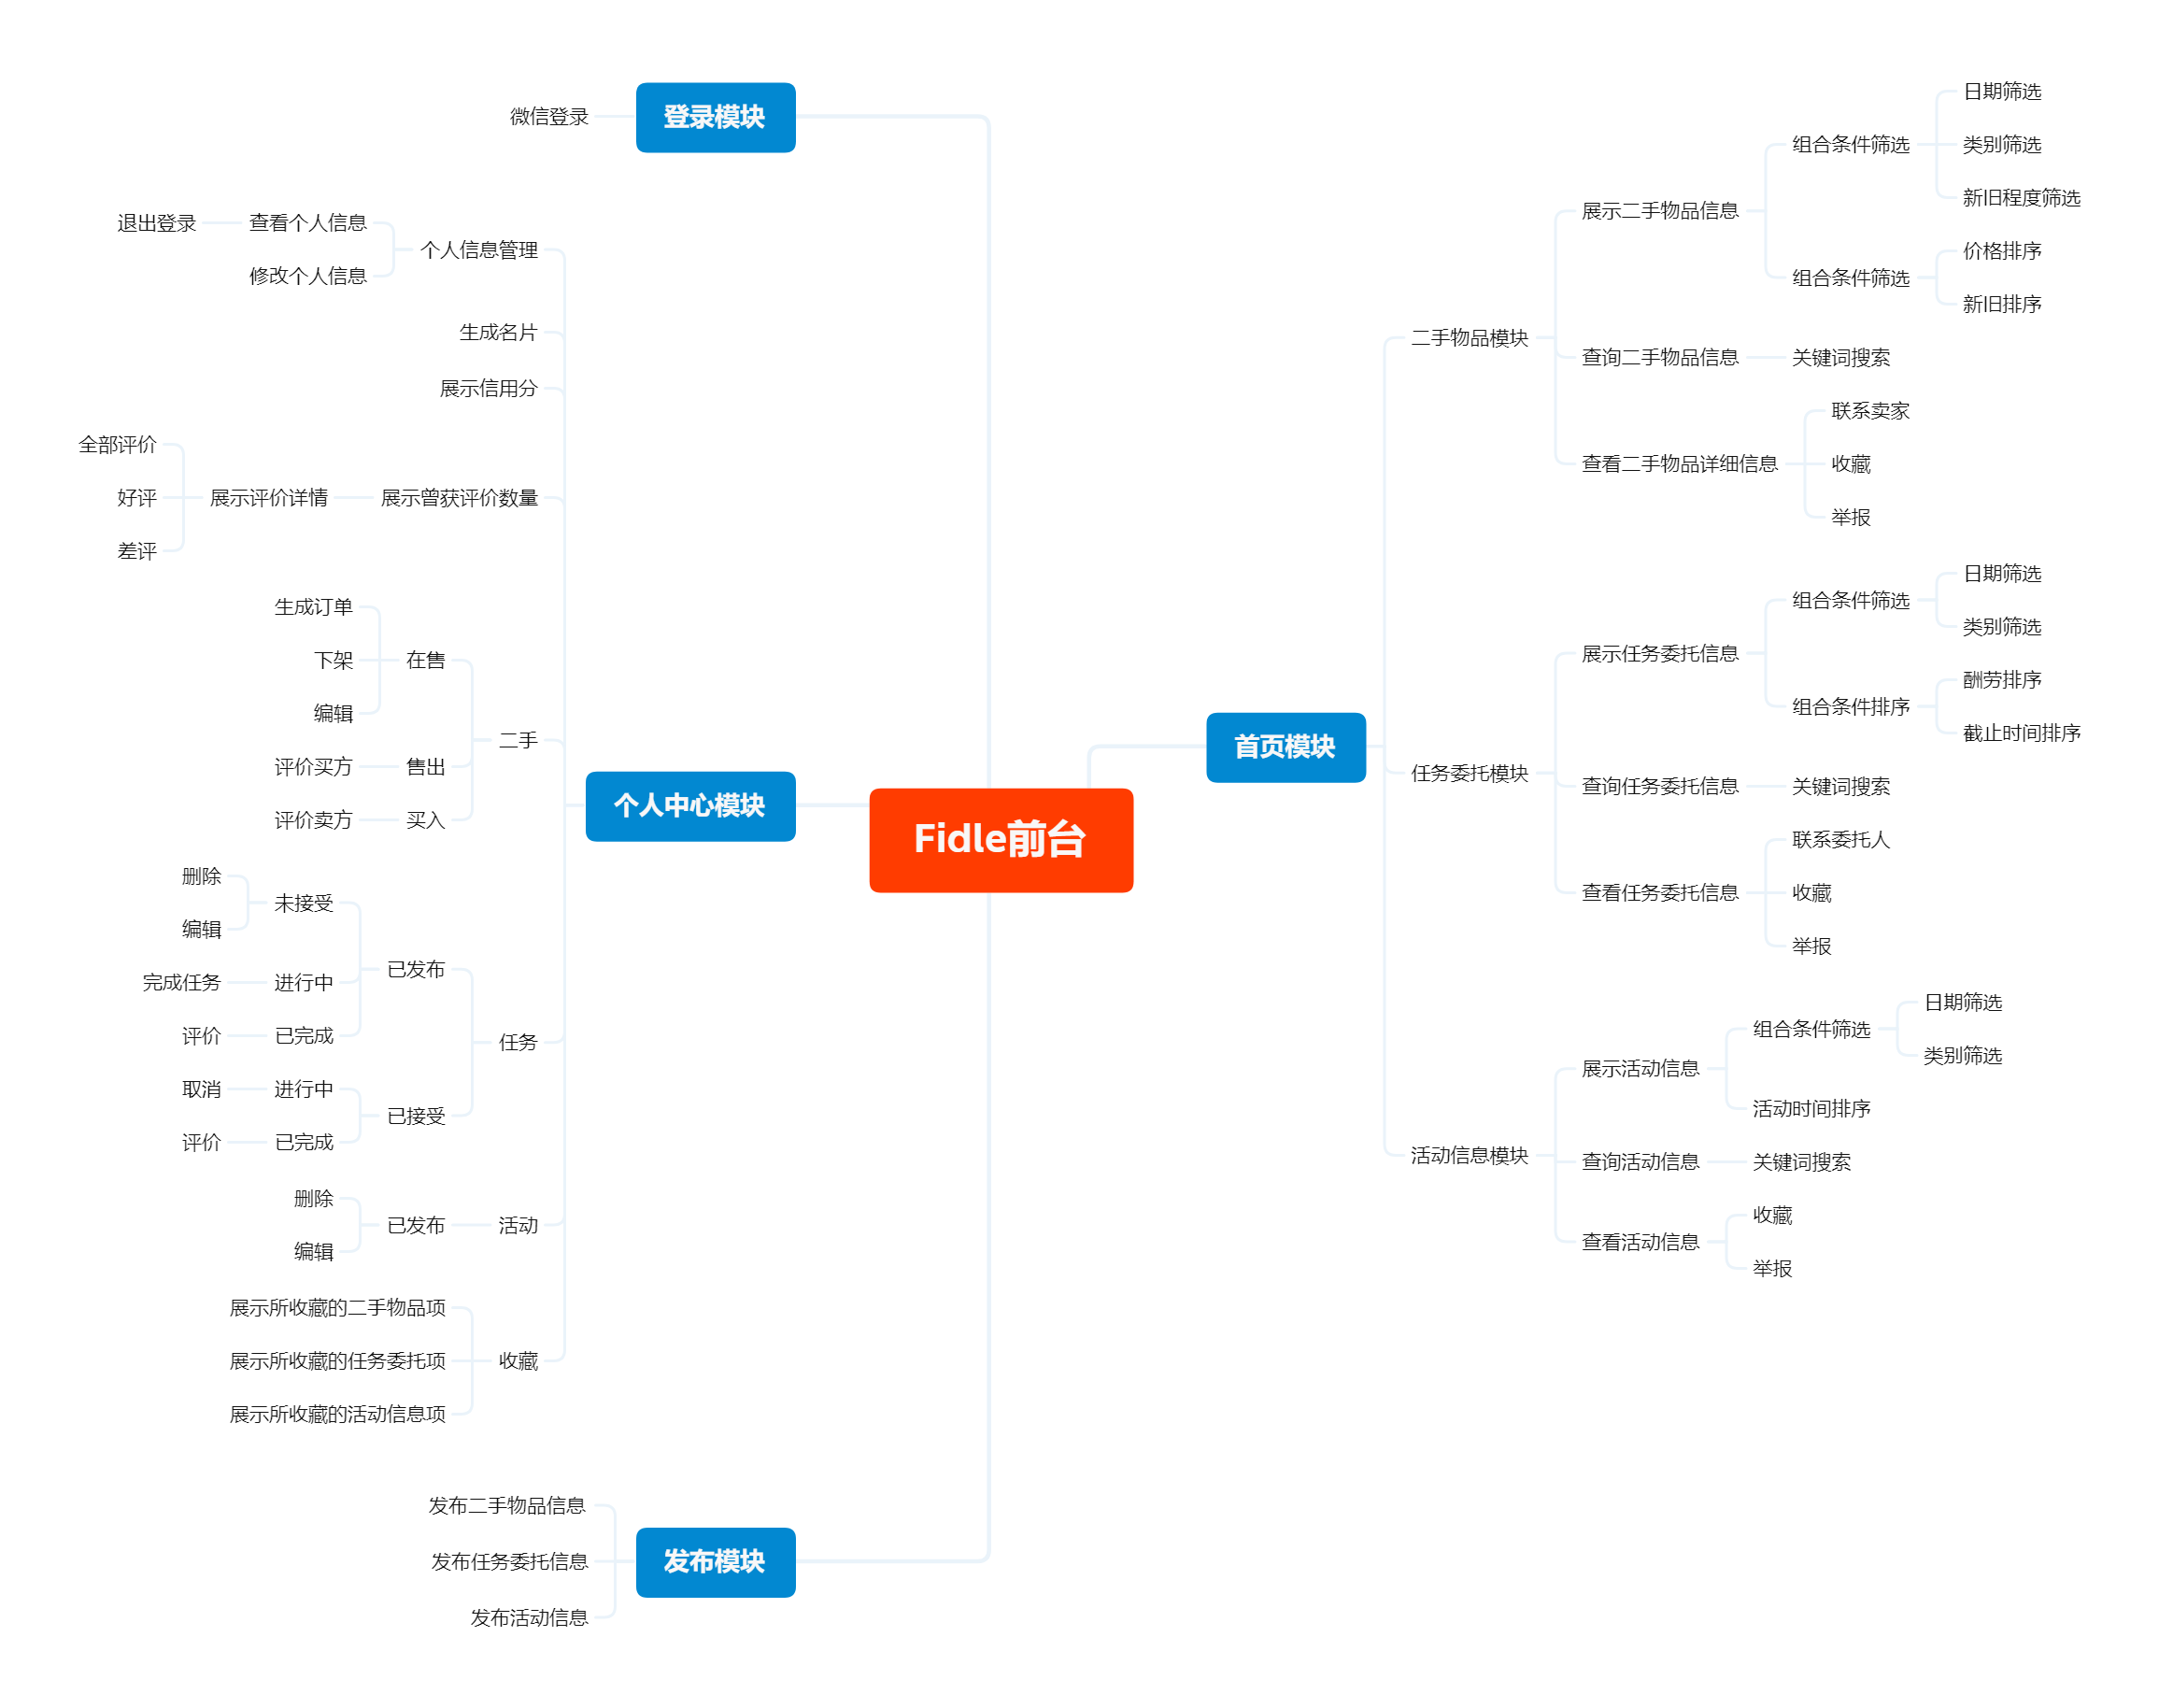 Fidle前台
登录模块
微信登录
个人中心模块
个人信息管理
查看个人信息
退出登录
修改个人信息
生成名片
展示信用分
展示曾获评价数量
展示评价详情
全部评价
好评
差评
二手
在售
生成订单
下架
编辑
售出
评价买方
买入
评价卖方
任务
已发布
未接受
删除
编辑
进行中
完成任务
已完成
评价
已接受
进行中
取消
已完成
评价
活动
已发布
删除
编辑
收藏
展示所收藏的二手物品项
展示所收藏的任务委托项
展示所收藏的活动信息项
发布模块
发布二手物品信息
发布任务委托信息
发布活动信息
首页模块
二手物品模块
展示二手物品信息
组合条件筛选
日期筛选
类别筛选
新旧程度筛选
组合条件筛选
价格排序
新旧排序
查询二手物品信息
关键词搜索
查看二手物品详细信息
联系卖家
收藏
举报
任务委托模块
展示任务委托信息
组合条件筛选
日期筛选
类别筛选
组合条件排序
酬劳排序
截止时间排序
查询任务委托信息
关键词搜索
查看任务委托信息
联系委托人
收藏
举报
活动信息模块
展示活动信息
组合条件筛选
日期筛选
类别筛选
活动时间排序
查询活动信息
关键词搜索
查看活动信息
收藏
举报